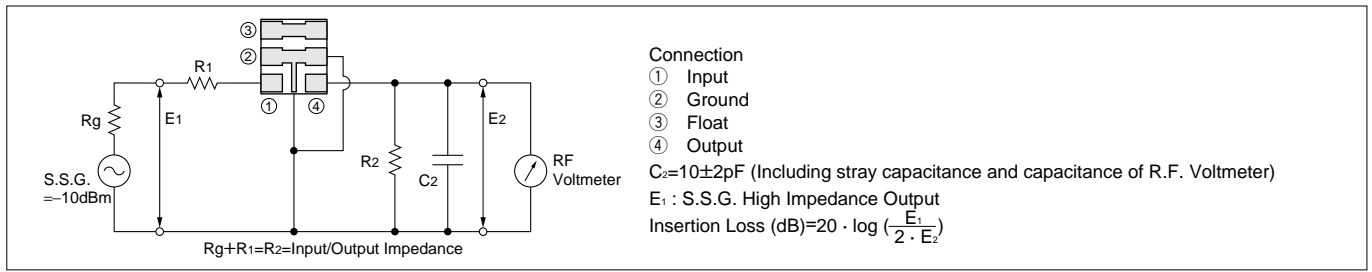 ③
②
R1
①
④
Rg
E1
E2
S.S.G.
=–10dBm
R2
C2
RF
Voltmeter
Rg+R1=R2=Input/Output Impedance
Connection
① Input
② Ground
③ Float
④ Output
C2=10±2pF (Including stray capacitance and capacitance of R.F. Voltmeter)
E1 : S.S.G. High Impedance Output
Insertion Loss (dB)=20 · log (E1 / 2 · E2)